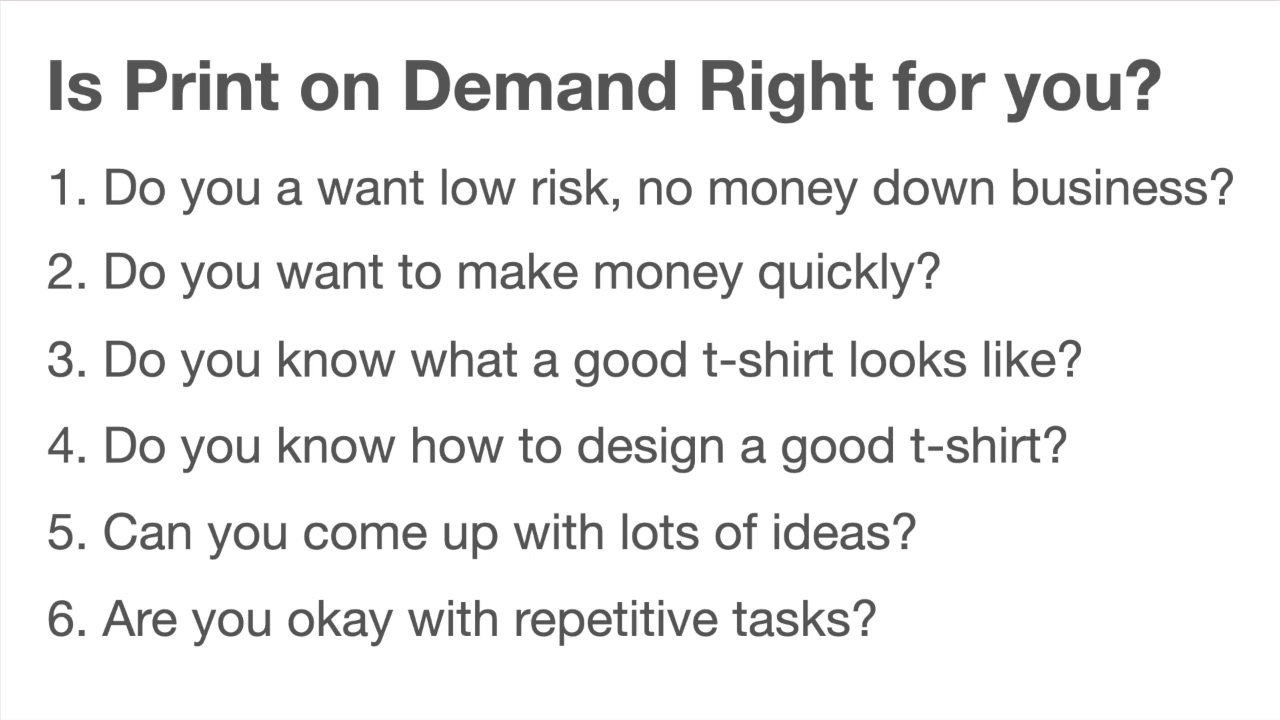 Is Print on Demand Right for you?
1. Do you a want low risk, no money down business?
2. Do you want to make money quickly?
3. Do you know what a good t-shirt looks like?
4. Do you know how to design a good t-shirt?
5. Can you come up with lots of ideas?
6. Are you okay with repetitive tasks?